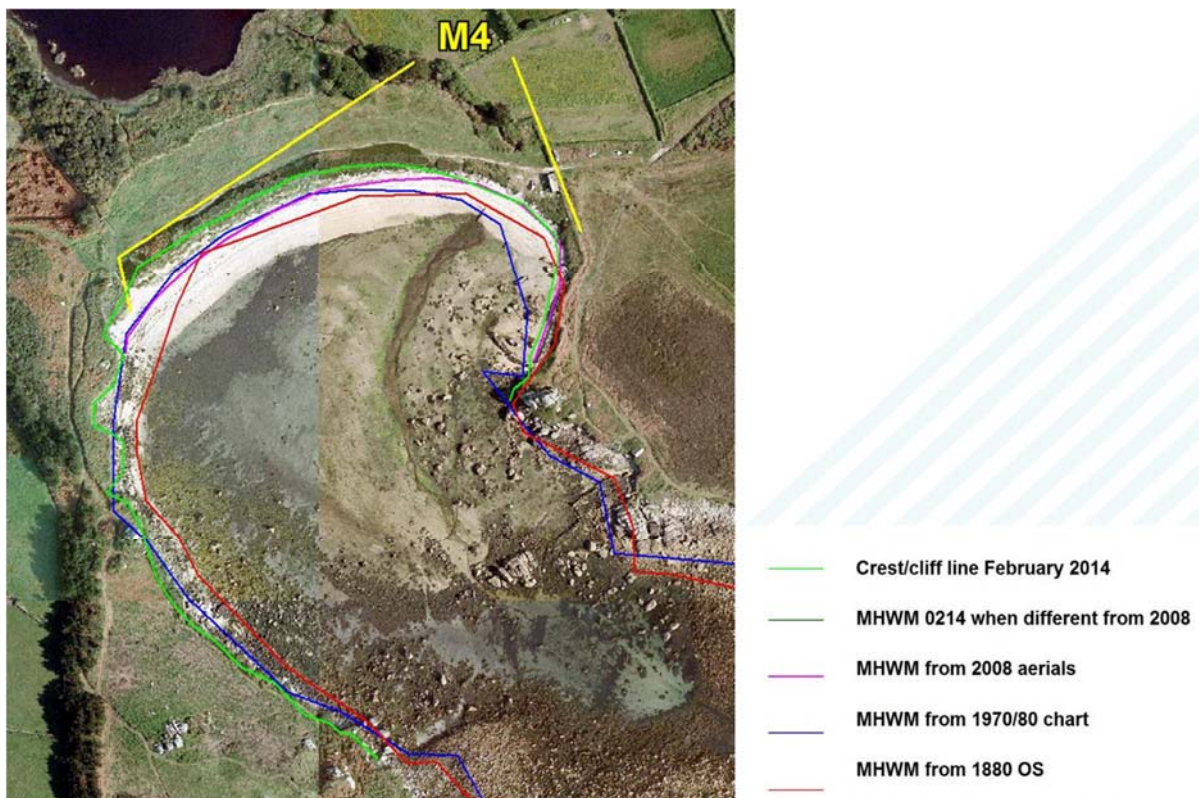 M4
Crest/cliff line February 2014
MHWM 0214 when different from 2008
MHWM from 2008 aerials
MHWM from 1970/80 chart
MHWM from 1880 OS